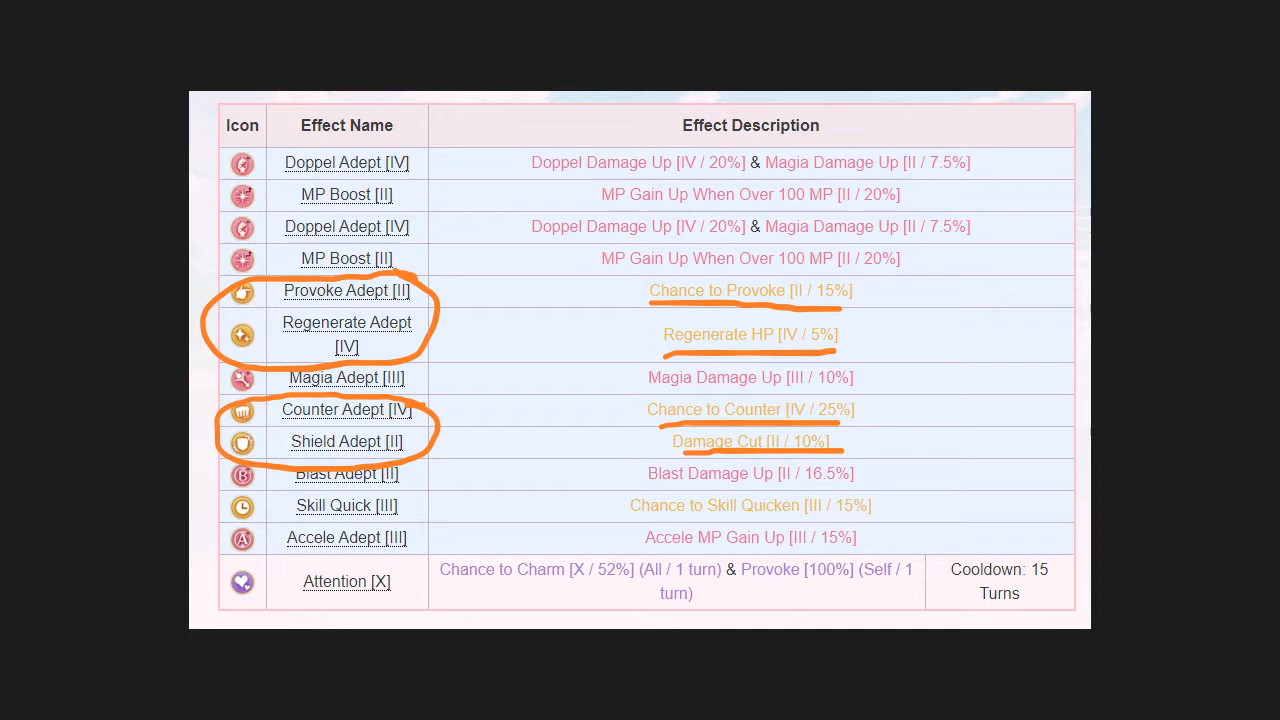 Icon Effect Name Effect Description
Doppel Adept [IV] Doppel Damage Up [IV / 20%] & Magia Damage Up [II / 7.5%]
MP Boost [II] MP Gain Up When Over 100 MP [II / 20%]
Doppel Adept [IV] Doppel Damage Up [IV / 20%] & Magia Damage Up [II / 7.5%]
MP Boost [II] MP Gain Up When Over 100 MP [II / 20%]
Provoke Adept [II] Chance to Provoke [II / 15%]
Regenerate Adept
[IV] Regenerate HP [IV / 5%]
Magia Adept [III] Magia Damage Up [III / 10%]
Counter Adept [IV] Chance to Counter [IV / 25%]
Shield Adept [II] Damage Cut [II / 10%]
Blast Adept [II] Blast Damage Up [II / 16.5%]
Skill Quick [III] Chance to Skill Quicken [III / 15%]
Accele Adept [III] Accele MP Gain Up [III / 15%]
Attention [X] Chance to Charm [X / 52%] (All / 1 turn) & Provoke [100%] (Self / 1
turn) Cooldown: 15
Turns